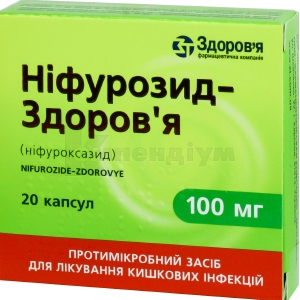 Здоров'я
фармацевтична компанія
Ніфурозид-
Здоров'я
(ніфуроксазид)
NIFUROZIDE-ZDOROVYE
20 капсул
100 мг
ПРОТИМІКРОБНИЙ ЗАСІБ
ДЛЯ ЛІКУВАННЯ КИШКОВИХ ІНФЕКЦІЙ